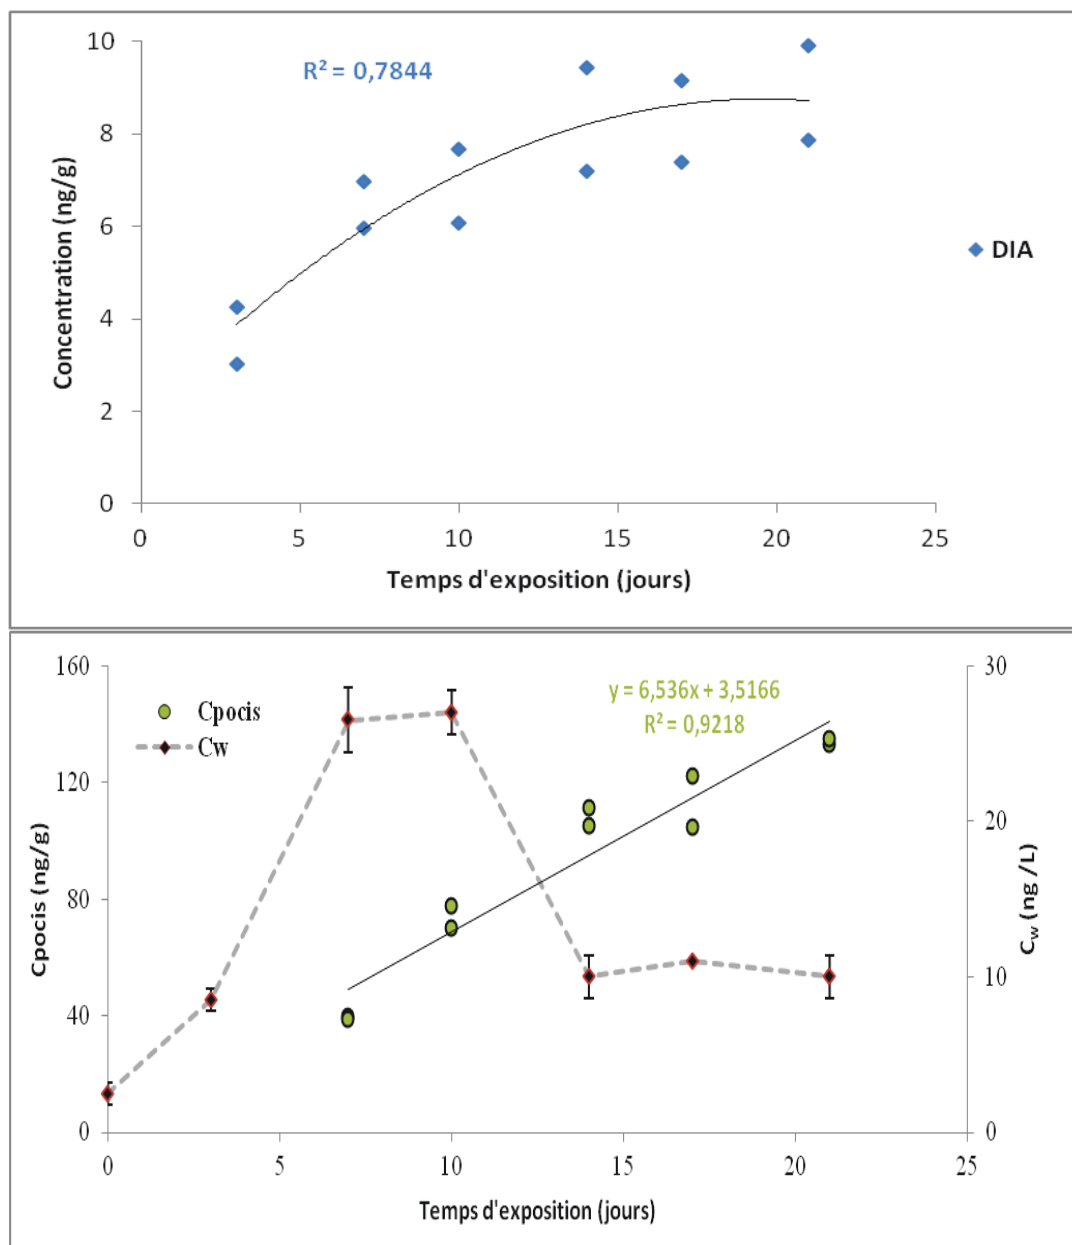 10
R² = 0,7844
8
6
4
2
0
Concentration (ng/g)
DIA
0 5 10 15 20 25
Temps d'exposition (jours)
160
120
80
40
0
Cpocis (ng/g)
Cpocis
Cw
y = 6,536x + 3,5166
R² = 0,9218
30
20
10
0
Cw (ng /L)
0 5 10 15 20 25
Temps d'exposition (jours)